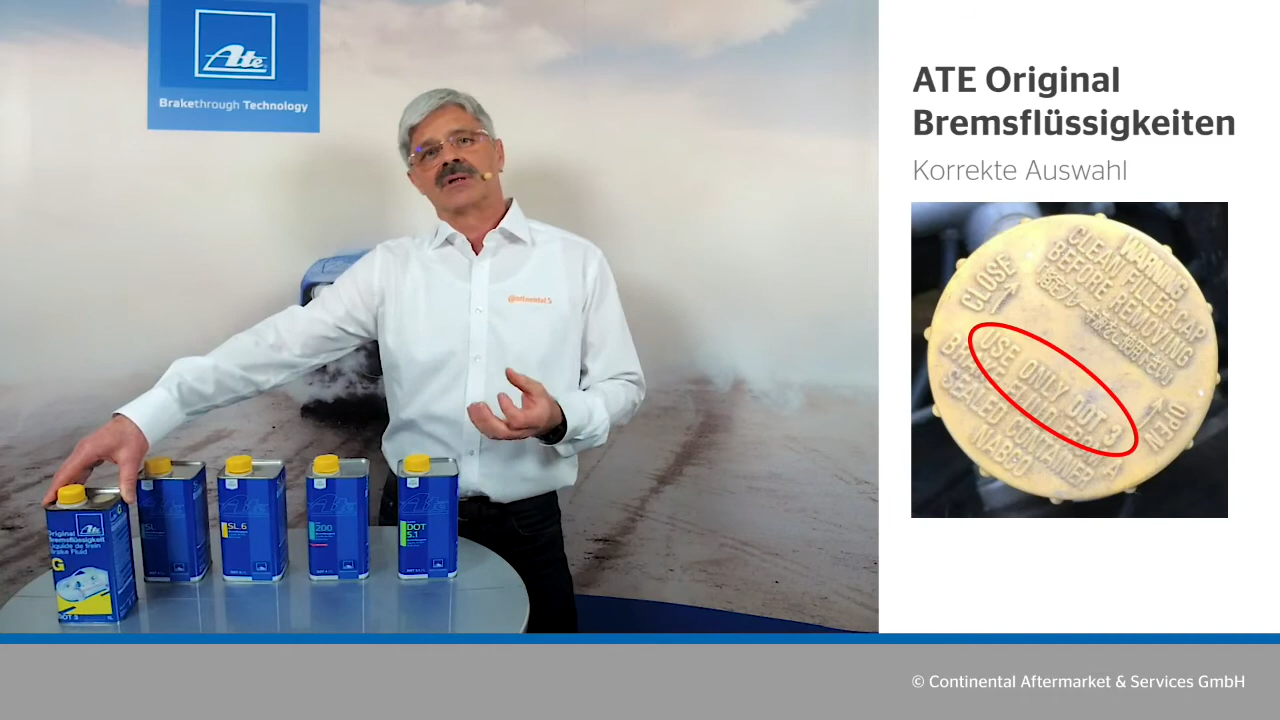 Ate
Brakethrough Technology
Continental
Original
Bremsflüssigkeit
Liquide de frein
Brake Fluid
G
Ate
SL
SL.6
200
DOT
5.1
ATE Original
Bremsflüssigkeiten
Korrekte Auswahl
WARNING
CLEAN FILLER CAP
BEFORE REMOVING
CLOSE
USE ONLY DOT 3
BRAKE FLUID FROM A
SEALED CONTAINER
NABCO
OPEN
© Continental Aftermarket & Services GmbH